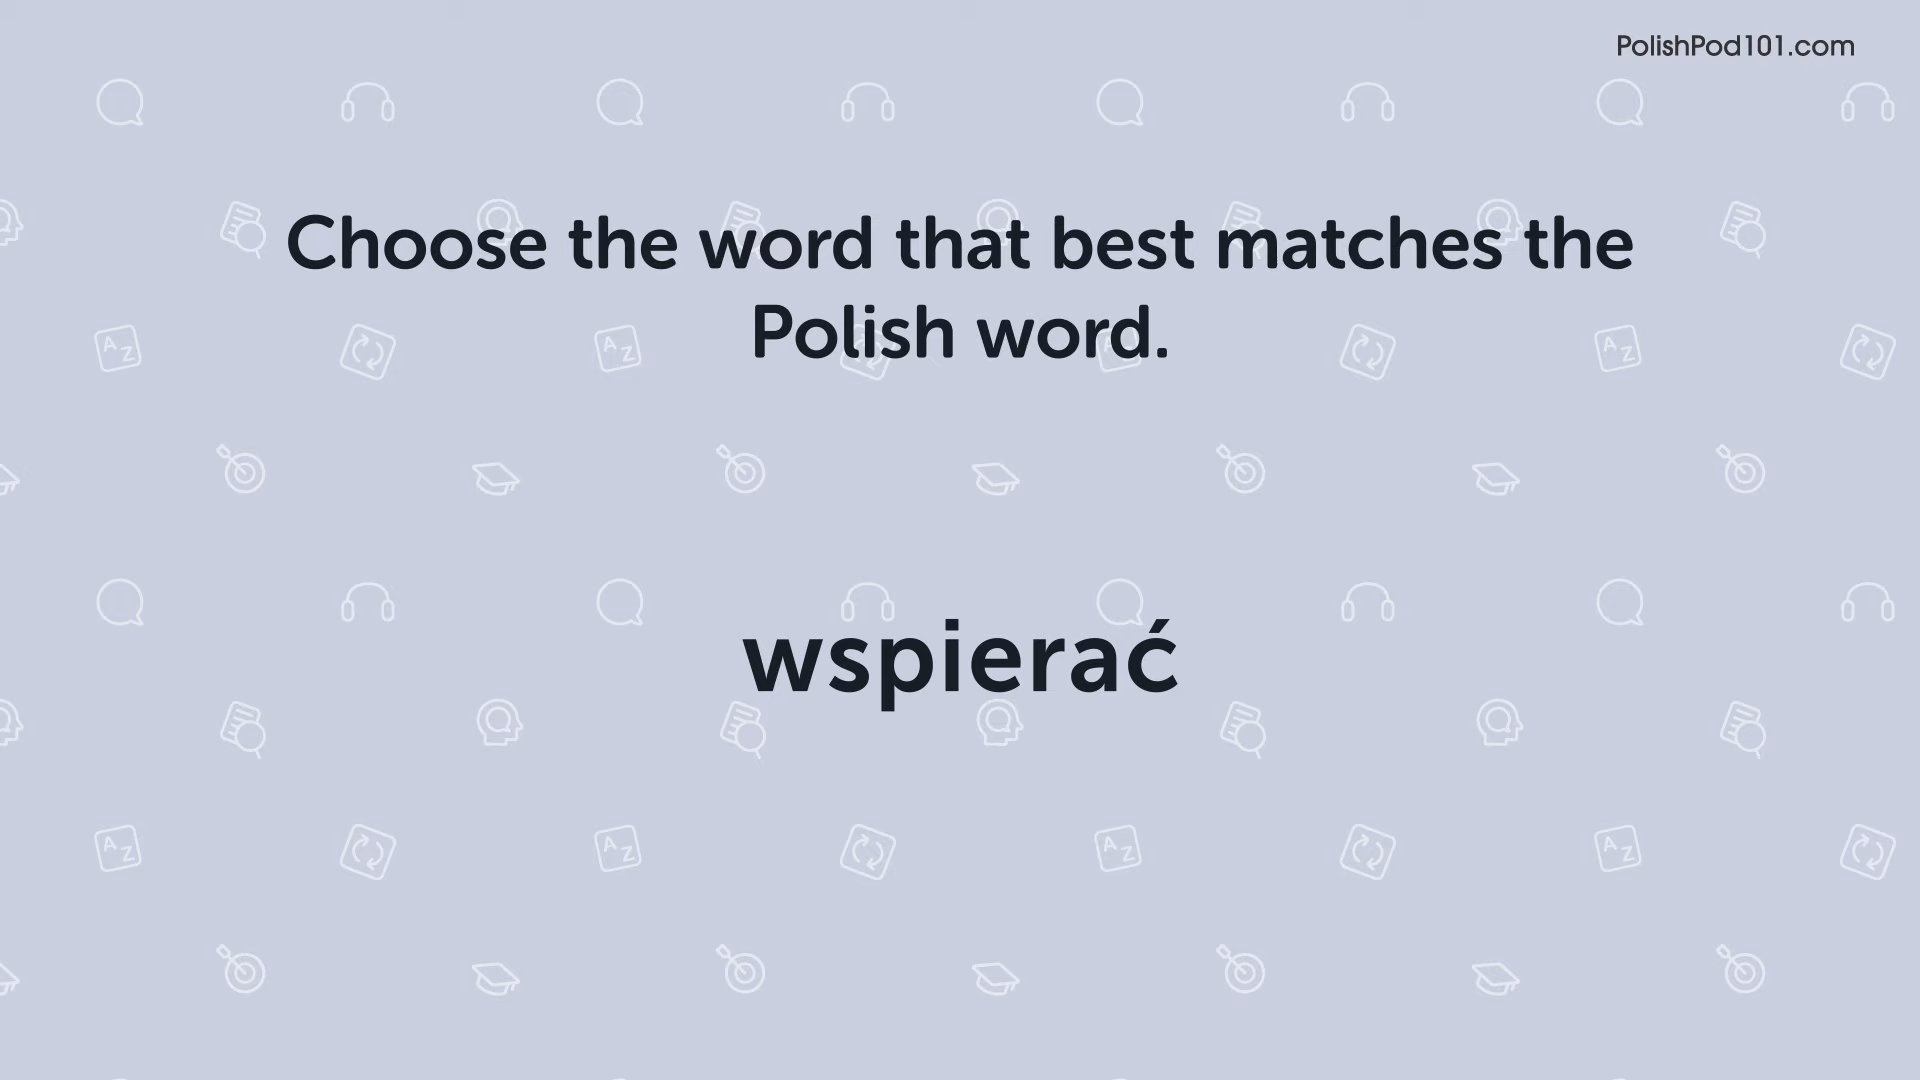 PolishPod101.com
Choose the word that best matches the
Polish word.
wspierać